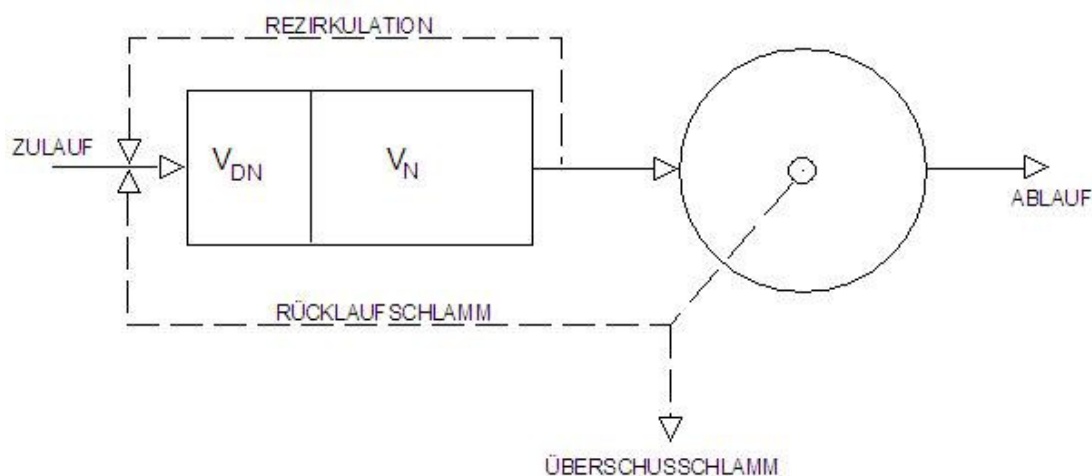 REZIRKULATION
ZULAUF
V_DN
V_N
ABLAUF
RÜCKLAUFSCHLAMM
ÜBERSCHUSSCHLAMM